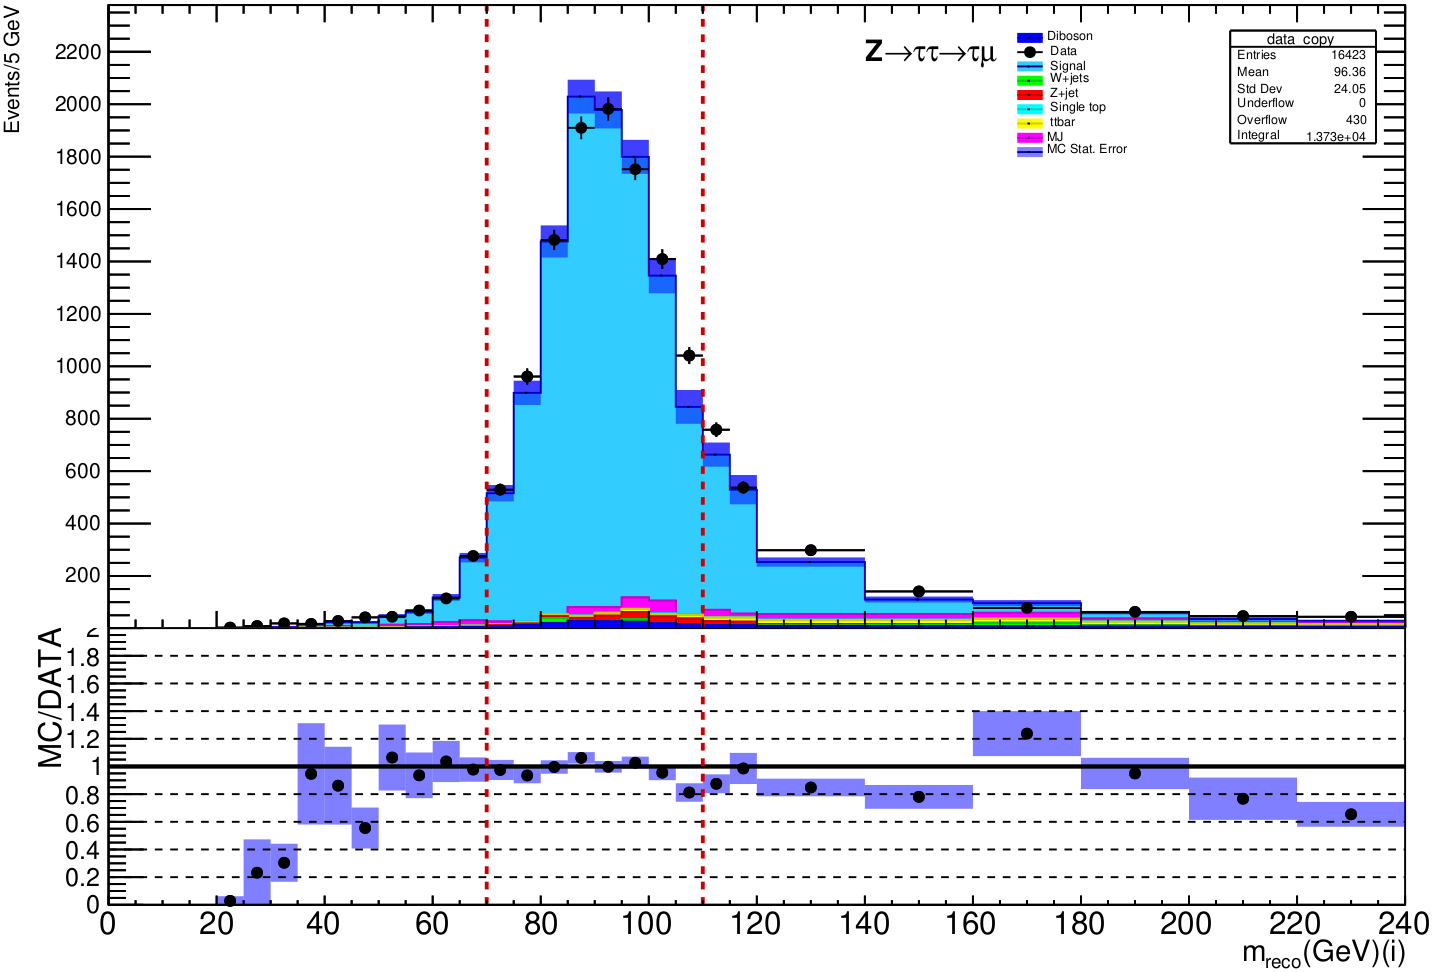 Events/5 GeV
2200
2000
1800
1600
1400
1200
1000
800
600
400
200
Z→ττ→τμ
Diboson
Data
Signal
W+jets
Z+jet
Single top
ttbar
MJ
MC Stat. Error
data copy
Entries 16423
Mean 96.36
Std Dev 24.05
Underflow 0
Overflow 430
Integral 1.373e+04
MC/DATA
2
1.8
1.6
1.4
1.2
1
0.8
0.6
0.4
0.2
0
0 20 40 60 80 100 120 140 160 180 200 220 240
m_reco(GeV)(i)